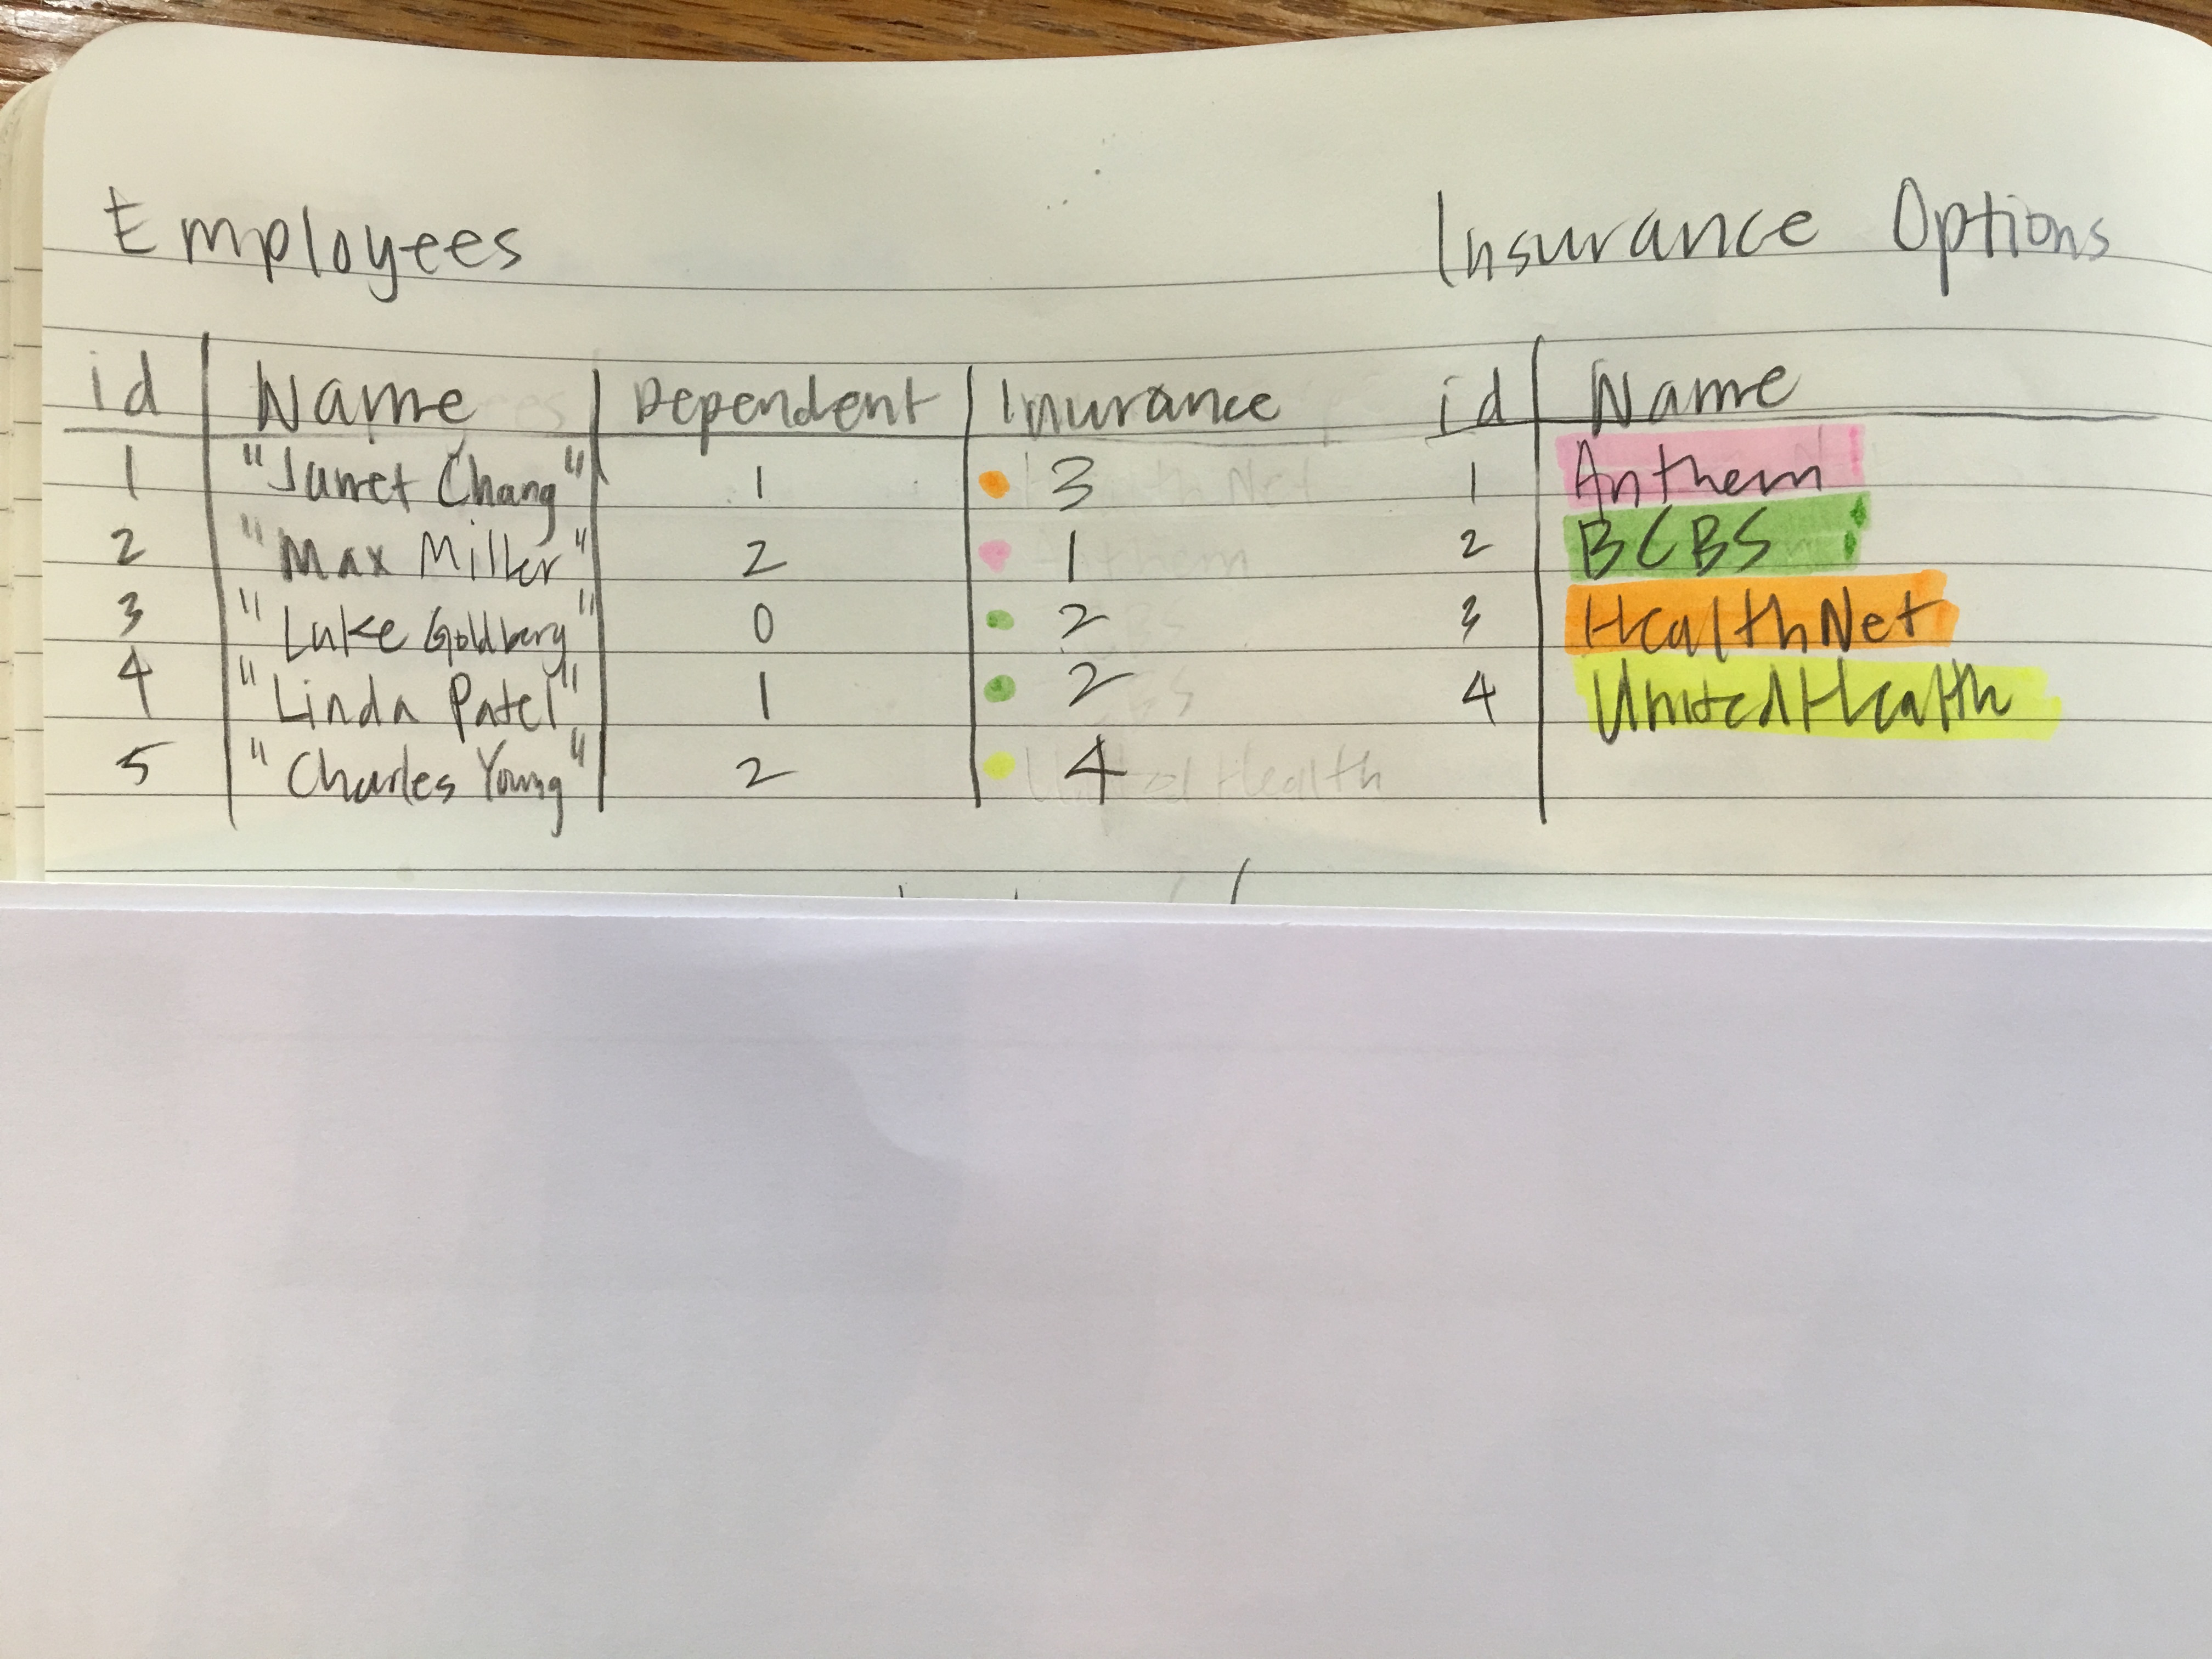 Employees Insurance Options
id Name Dependent Inurance id Name
1 "Janet Chang" 1 3 1 Anthem
2 "Max Miller" 2 1 2 BCBS
3 "Luke Goldberg" 0 2 3 HealthNet
4 "Linda Patel" 1 2 4 UnitedHealth
5 "Charles Young" 2 4